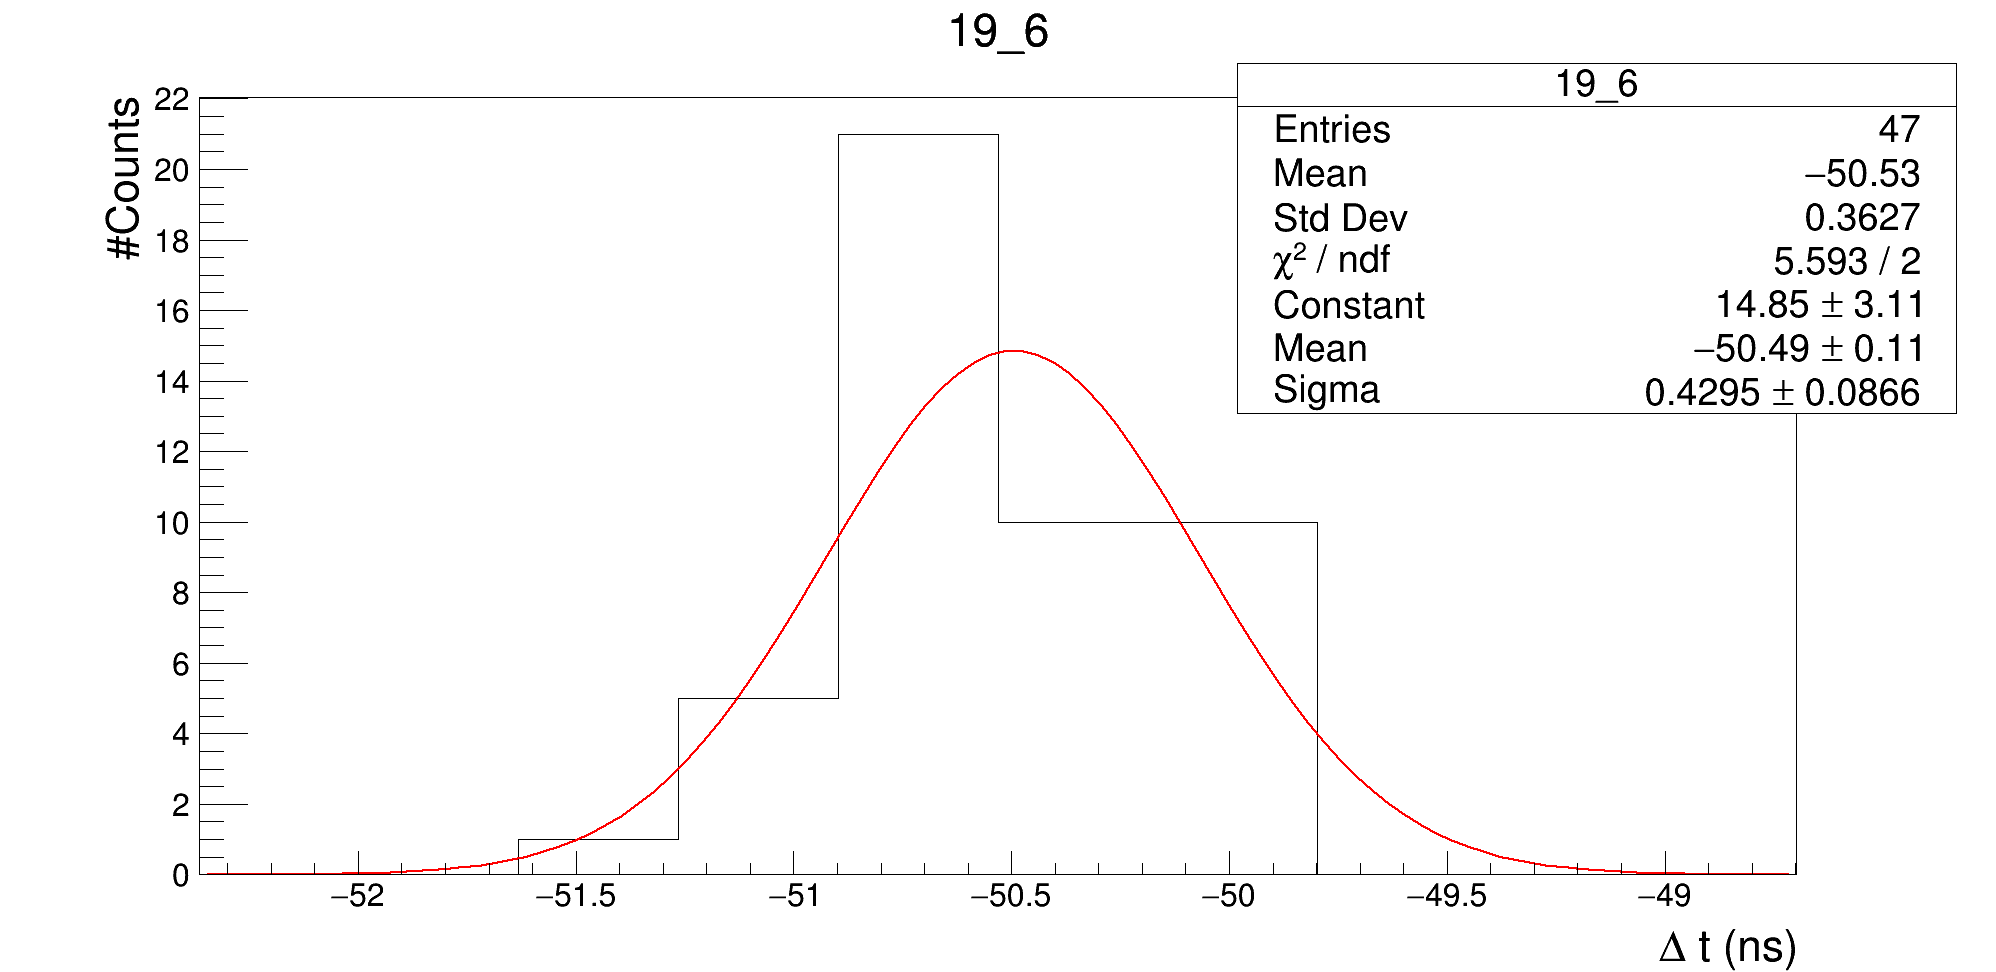 19_6
#Counts
22
20
18
16
14
12
10
8
6
4
2
0
19_6
Entries 47
Mean −50.53
Std Dev 0.3627
χ² / ndf 5.593 / 2
Constant 14.85 ± 3.11
Mean −50.49 ± 0.11
Sigma 0.4295 ± 0.0866
−52 −51.5 −51 −50.5 −50 −49.5 −49
Δ t (ns)